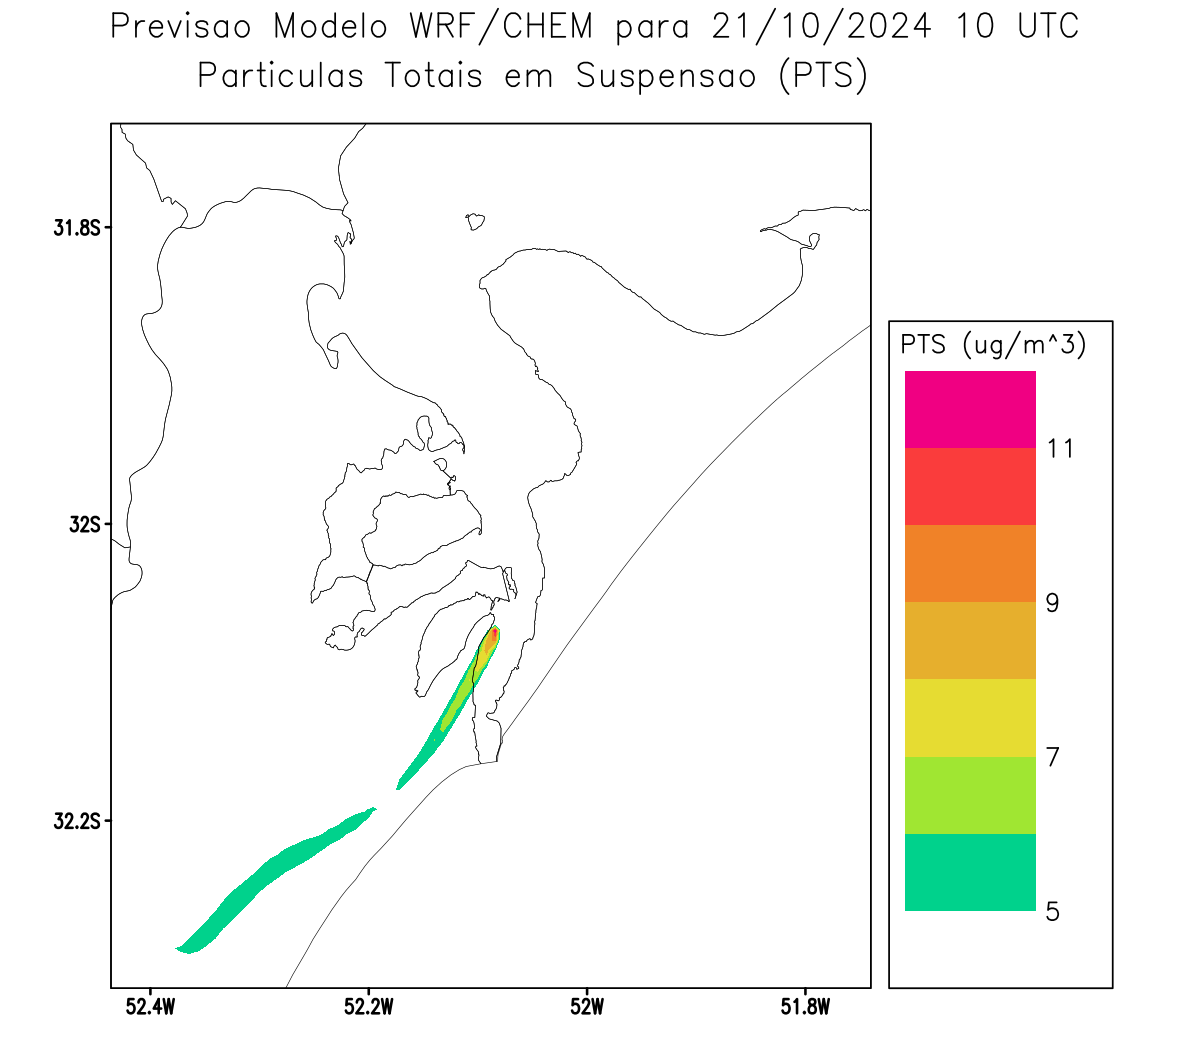 Previsao Modelo WRF/CHEM para 21/10/2024 10 UTC
Particulas Totais em Suspensao (PTS)
31.8S
32S
32.2S
52.4W
52.2W
52W
51.8W
PTS (ug/m^3)
11
9
7
5